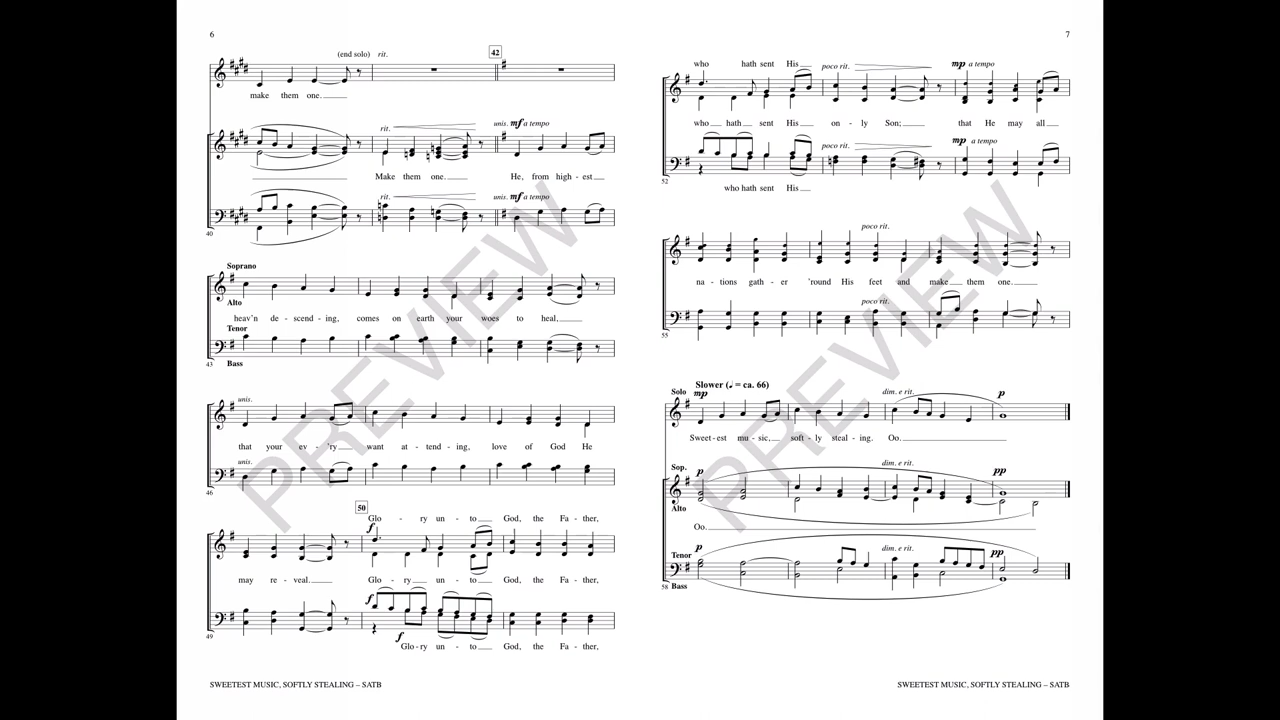 6
(end solo) rit.
42
make them one.
rit.
unis. mf a tempo
Make them one. He, from high - est
rit.
unis. mf a tempo
40
Soprano
Alto
heav'n de - scend - ing, comes on earth your woes to heal,
Tenor
43
Bass
unis.
that your ev - 'ry want at - tend - ing, love of God He
unis.
46
50
Glo - ry un - to God, the Fa - ther,
f
may re - veal. Glo - ry un - to God, the Fa - ther,
f
49
f
Glo - ry un - to God, the Fa - ther,
SWEETEST MUSIC, SOFTLY STEALING – SATB
7
who hath sent His
poco rit.
mp a tempo
who hath sent His on - ly Son; that He may all
poco rit.
mp a tempo
52
who hath sent His
poco rit.
na - tions gath - er 'round His feet and make them one.
poco rit.
55
Slower (♩ = ca. 66)
Solo mp
dim. e rit.
p
Sweet - est mu - sic, soft - ly steal - ing. Oo.
Sop. p
dim. e rit.
pp
Alto
Oo.
Tenor p
dim. e rit.
pp
58
Bass
SWEETEST MUSIC, SOFTLY STEALING – SATB
PREVIEW
PREVIEW